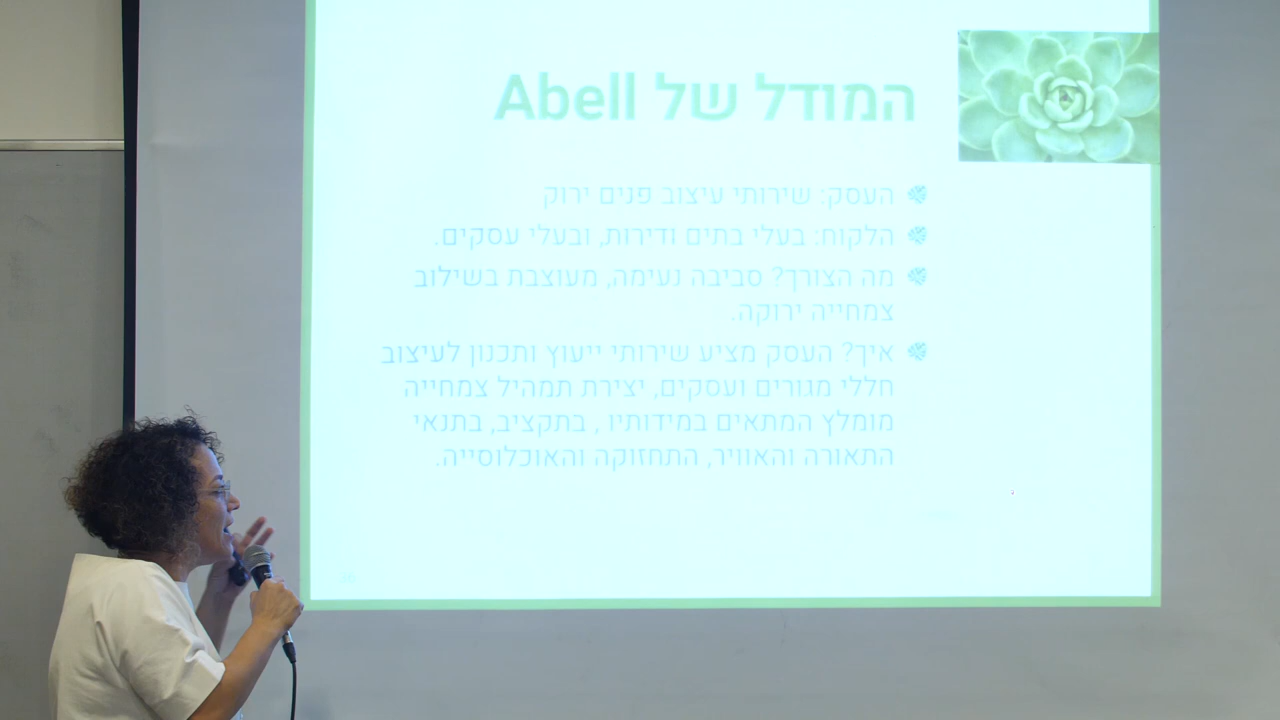 המודל של Abell
העסק: שירותי עיצוב פנים ירוק
הלקוח: בעלי בתים ודירות, ובעלי עסקים.
מה הצורך? סביבה נעימה, מעוצבת בשילוב
צמחייה ירוקה.
איך? העסק מציע שירותי ייעוץ ותכנון לעיצוב
חללי מגורים ועסקים, יצירת תמהיל צמחייה
מומלץ המתאים במידותיו , בתקציב, בתנאי
התאורה והאוויר, התחזוקה והאוכלוסייה.